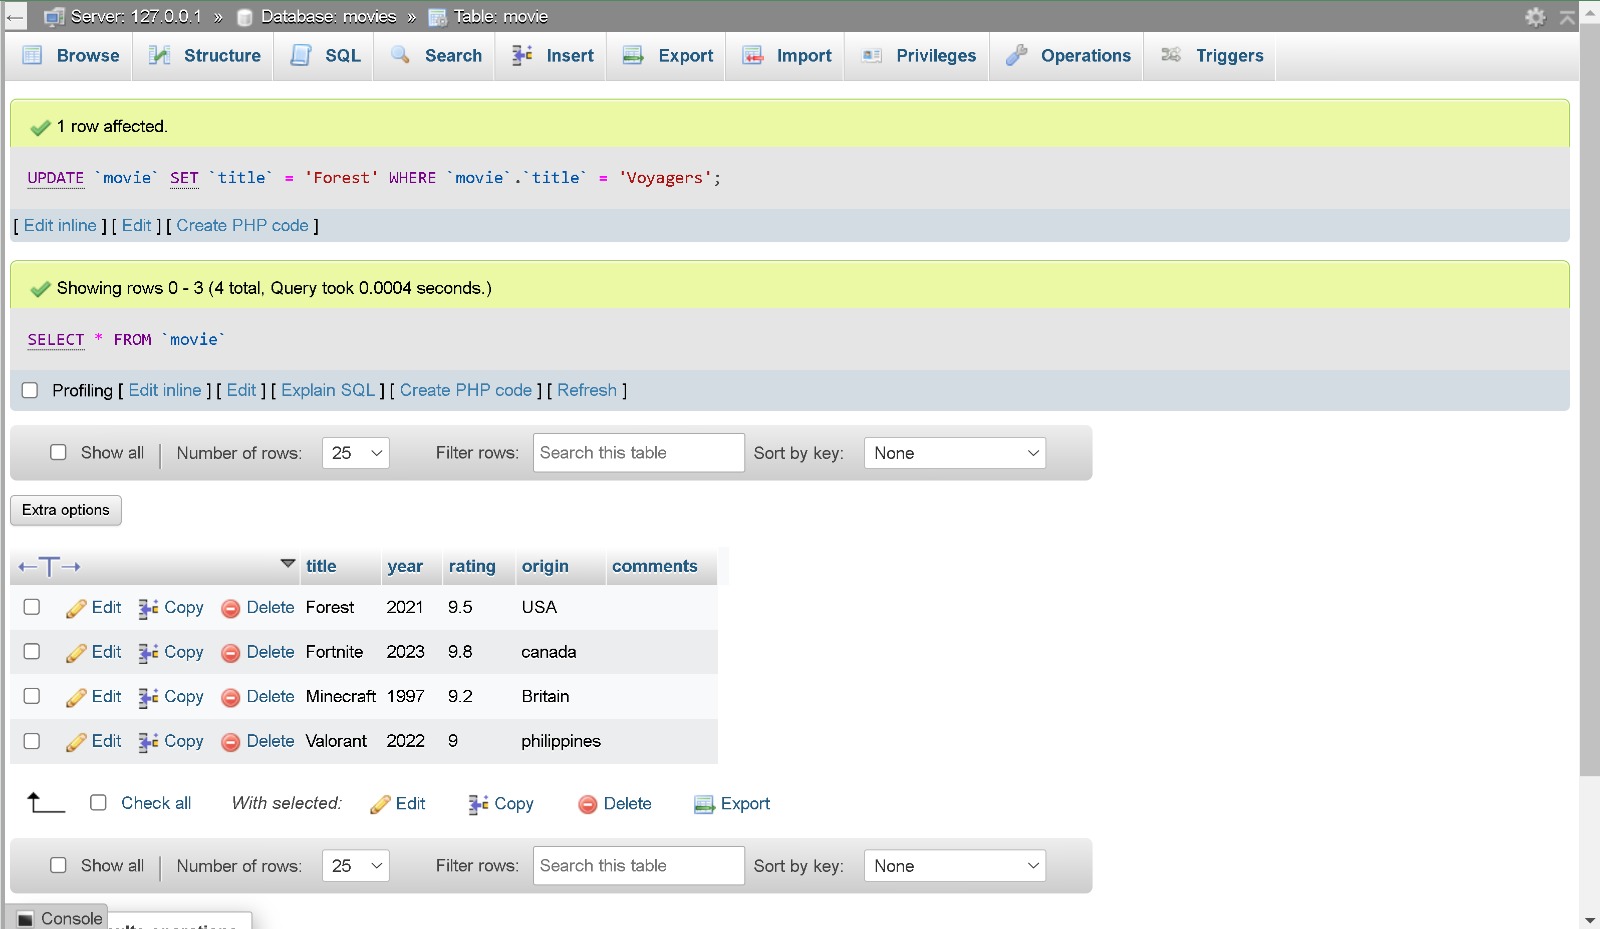 Server: 127.0.0.1 » Database: movies » Table: movie
Browse Structure SQL Search Insert Export Import Privileges Operations Triggers
1 row affected.
UPDATE `movie` SET `title` = 'Forest' WHERE `movie`.`title` = 'Voyagers';
[ Edit inline ] [ Edit ] [ Create PHP code ]
Showing rows 0 - 3 (4 total, Query took 0.0004 seconds.)
SELECT * FROM `movie`
Profiling [ Edit inline ] [ Edit ] [ Explain SQL ] [ Create PHP code ] [ Refresh ]
Show all | Number of rows: 25 Filter rows: Search this table Sort by key: None
Extra options
←T→ title year rating origin comments
Edit Copy Delete Forest 2021 9.5 USA
Edit Copy Delete Fortnite 2023 9.8 canada
Edit Copy Delete Minecraft 1997 9.2 Britain
Edit Copy Delete Valorant 2022 9 philippines
Check all With selected: Edit Copy Delete Export
Show all | Number of rows: 25 Filter rows: Search this table Sort by key: None
Console